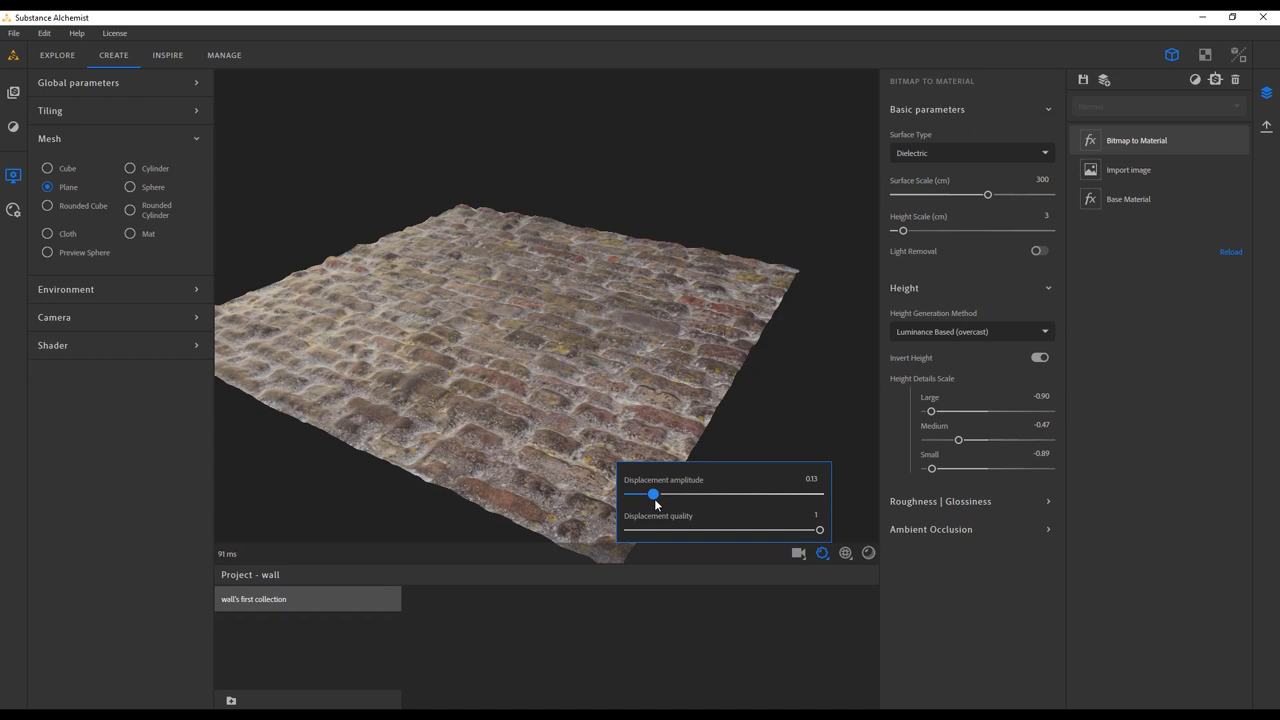 Substance Alchemist
File Edit Help License
EXPLORE CREATE INSPIRE MANAGE
Global parameters
Tiling
Mesh
Cube Cylinder
Plane Sphere
Rounded Cube Rounded
Cylinder
Cloth Mat
Preview Sphere
Environment
Camera
Shader
Displacement amplitude 0.13
Displacement quality 1
91 ms
Project - wall
wall's first collection
BITMAP TO MATERIAL
Basic parameters
Surface Type
Dielectric
Surface Scale (cm) 300
Height Scale (cm) 3
Light Removal
Height
Height Generation Method
Luminance Based (overcast)
Invert Height
Height Details Scale
Large -0.90
Medium -0.47
Small -0.89
Roughness | Glossiness
Ambient Occlusion
Normal
fx Bitmap to Material
Import image
fx Base Material
Reload